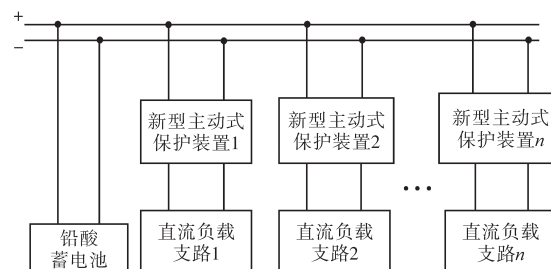 +
−
新型主动式
保护装置1
新型主动式
保护装置2
新型主动式
保护装置n
…
铅酸
蓄电池
直流负载
支路1
直流负载
支路2
直流负载
支路n